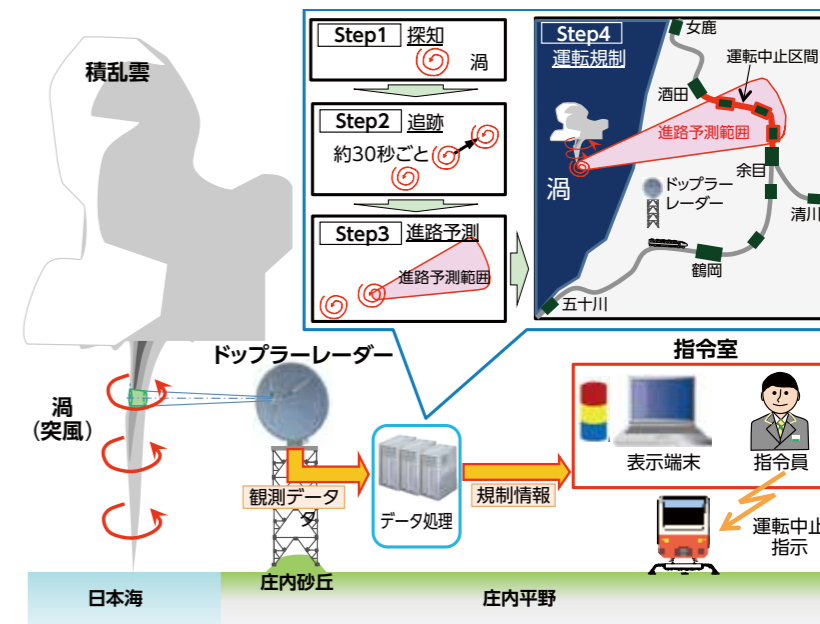 積乱雲
Step1 探知
渦
Step2 追跡
約30秒ごと
Step3 進路予測
進路予測範囲
Step4
運転規制
女鹿
運転中止区間
酒田
進路予測範囲
余目
渦
ドップラー
レーダー
清川
鶴岡
五十川
ドップラーレーダー
指令室
渦
(突風)
表示端末
指令員
観測データ
タ
データ処理
規制情報
運転中止
指示
庄内砂丘
日本海
庄内平野